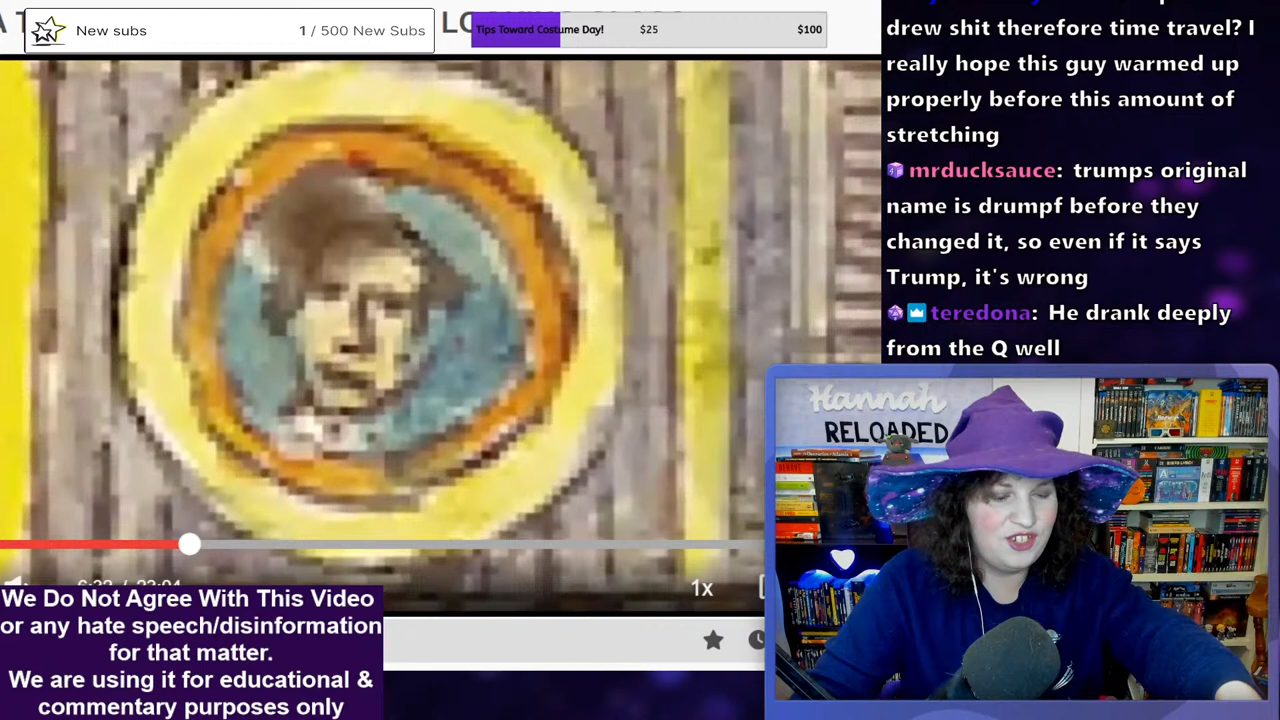 New subs
1 / 500 New Subs
Tips Toward Costume Day!
$25
$100
drew shit therefore time travel? I
really hope this guy warmed up
properly before this amount of
stretching
mrducksauce: trumps original
name is drumpf before they
changed it, so even if it says
Trump, it's wrong
teredona: He drank deeply
from the Q well
Hannah
RELOADED
1x
We Do Not Agree With This Video
or any hate speech/disinformation
for that matter.
We are using it for educational &
commentary purposes only